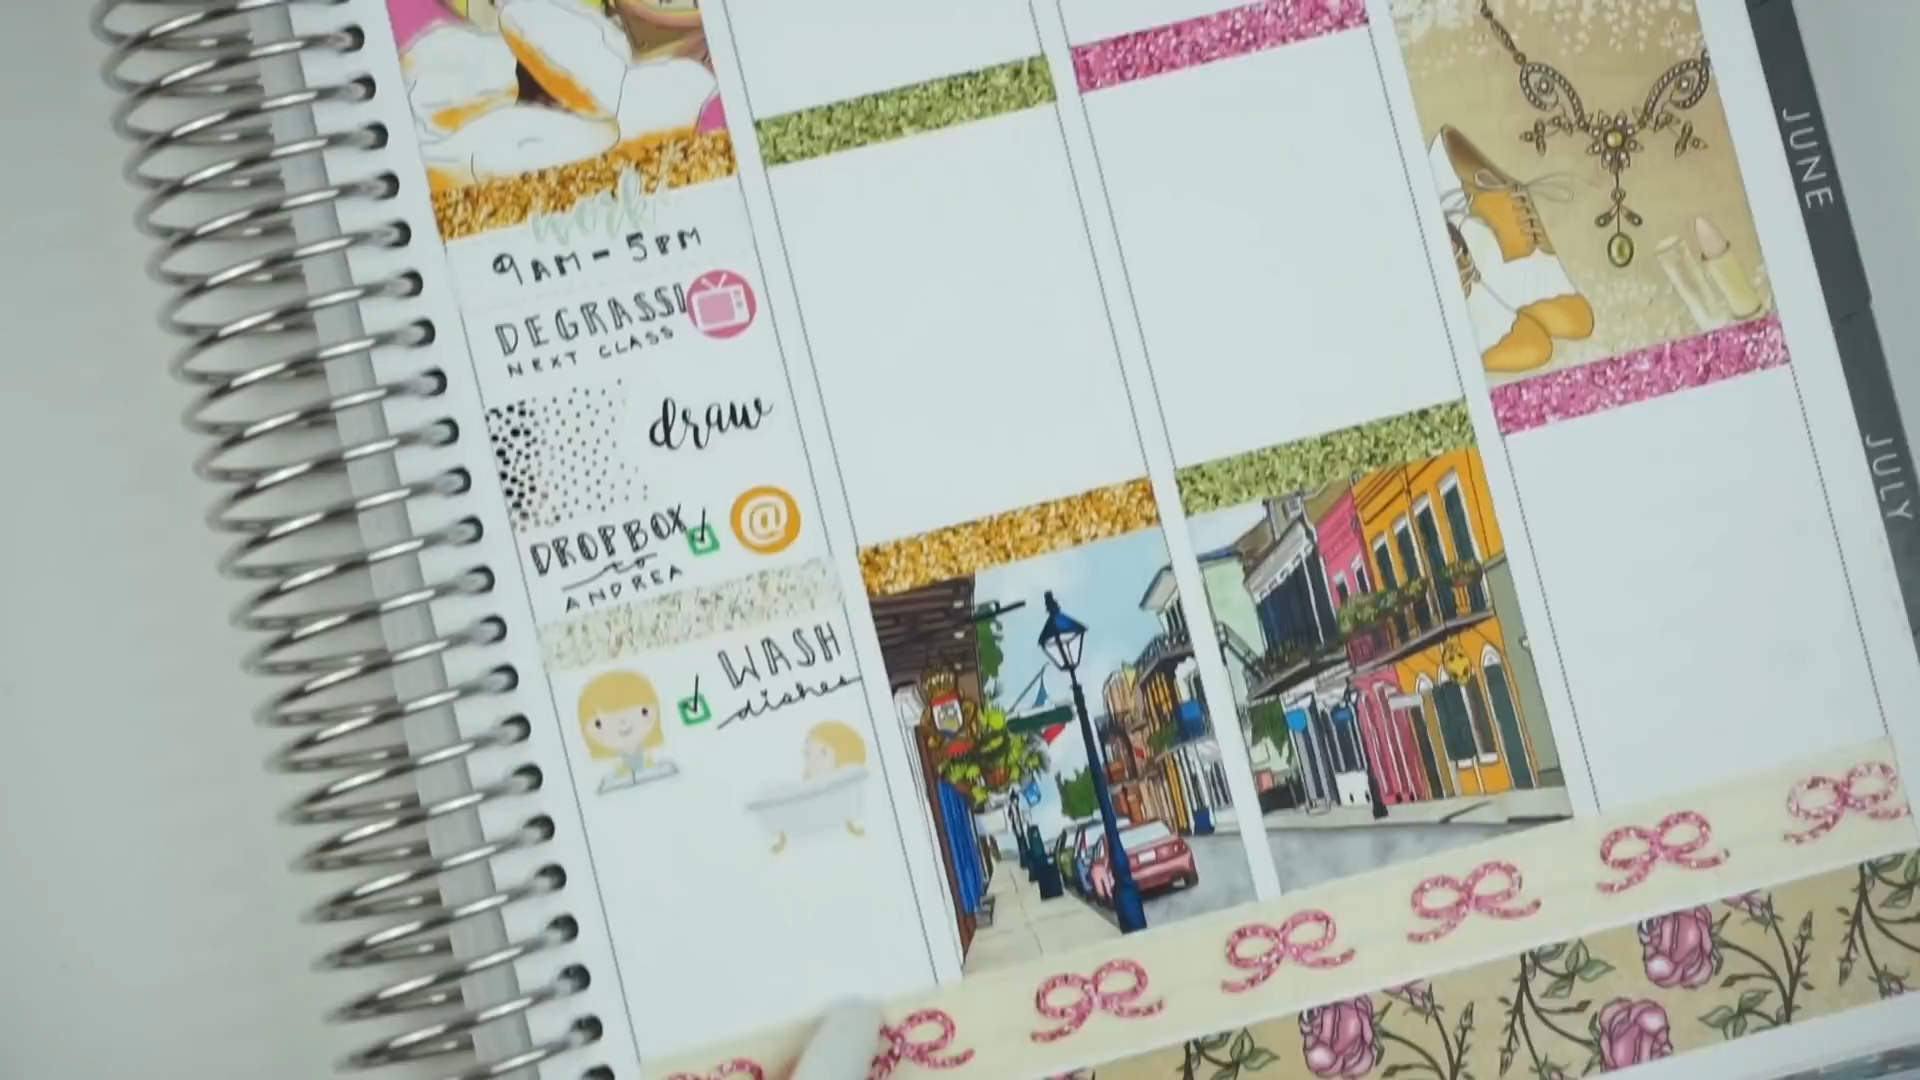 work
9AM - 5PM
DEGRASSI
NEXT CLASS
draw
DROPBOX
to
ANDREA
@
WASH
dishes
JUNE
JULY